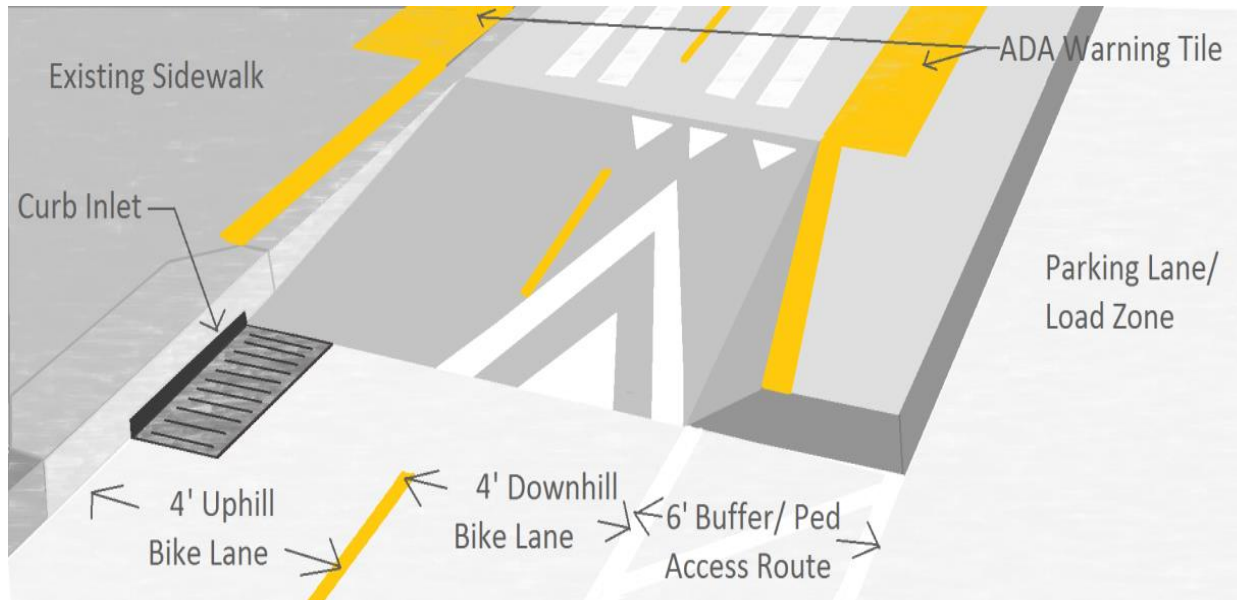 Existing Sidewalk
ADA Warning Tile
Curb Inlet
Parking Lane/
Load Zone
4' Uphill
Bike Lane
4' Downhill
Bike Lane
6' Buffer/ Ped
Access Route